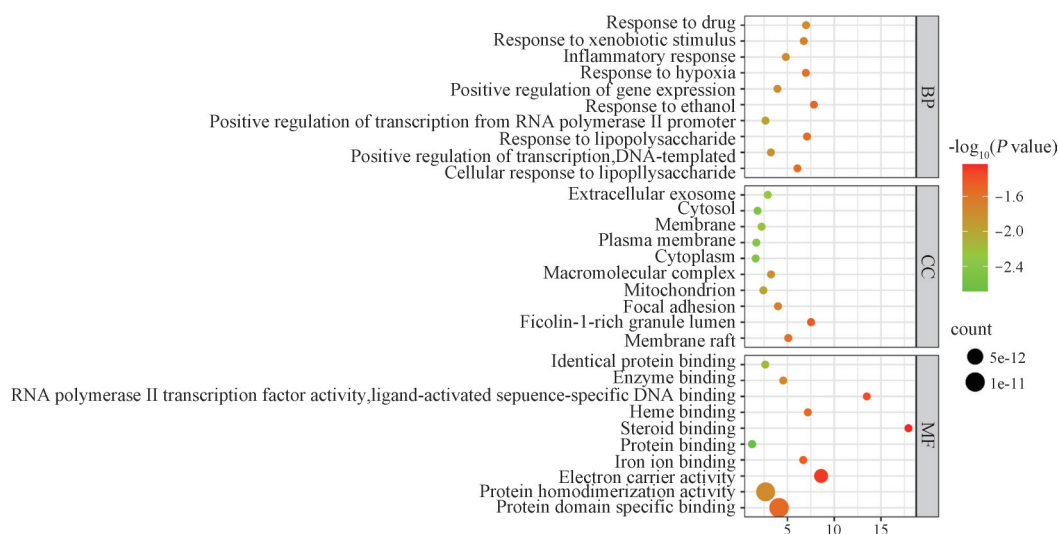 Response to drug
Response to xenobiotic stimulus
Inflammatory response
Response to hypoxia
Positive regulation of gene expression
Response to ethanol
Positive regulation of transcription from RNA polymerase II promoter
Response to lipopolysaccharide
Positive regulation of transcription,DNA-templated
Cellular response to lipopllysaccharide
BP
Extracellular exosome
Cytosol
Membrane
Plasma membrane
Cytoplasm
Macromolecular complex
Mitochondrion
Focal adhesion
Ficolin-1-rich granule lumen
Membrane raft
CC
Identical protein binding
Enzyme binding
RNA polymerase II transcription factor activity,ligand-activated sepuence-specific DNA binding
Heme binding
Steroid binding
Protein binding
Iron ion binding
Electron carrier activity
Protein homodimerization activity
Protein domain specific binding
MF
5 10 15
-log10(P value)
−1.6
−2.0
−2.4
count
5e-12
1e-11